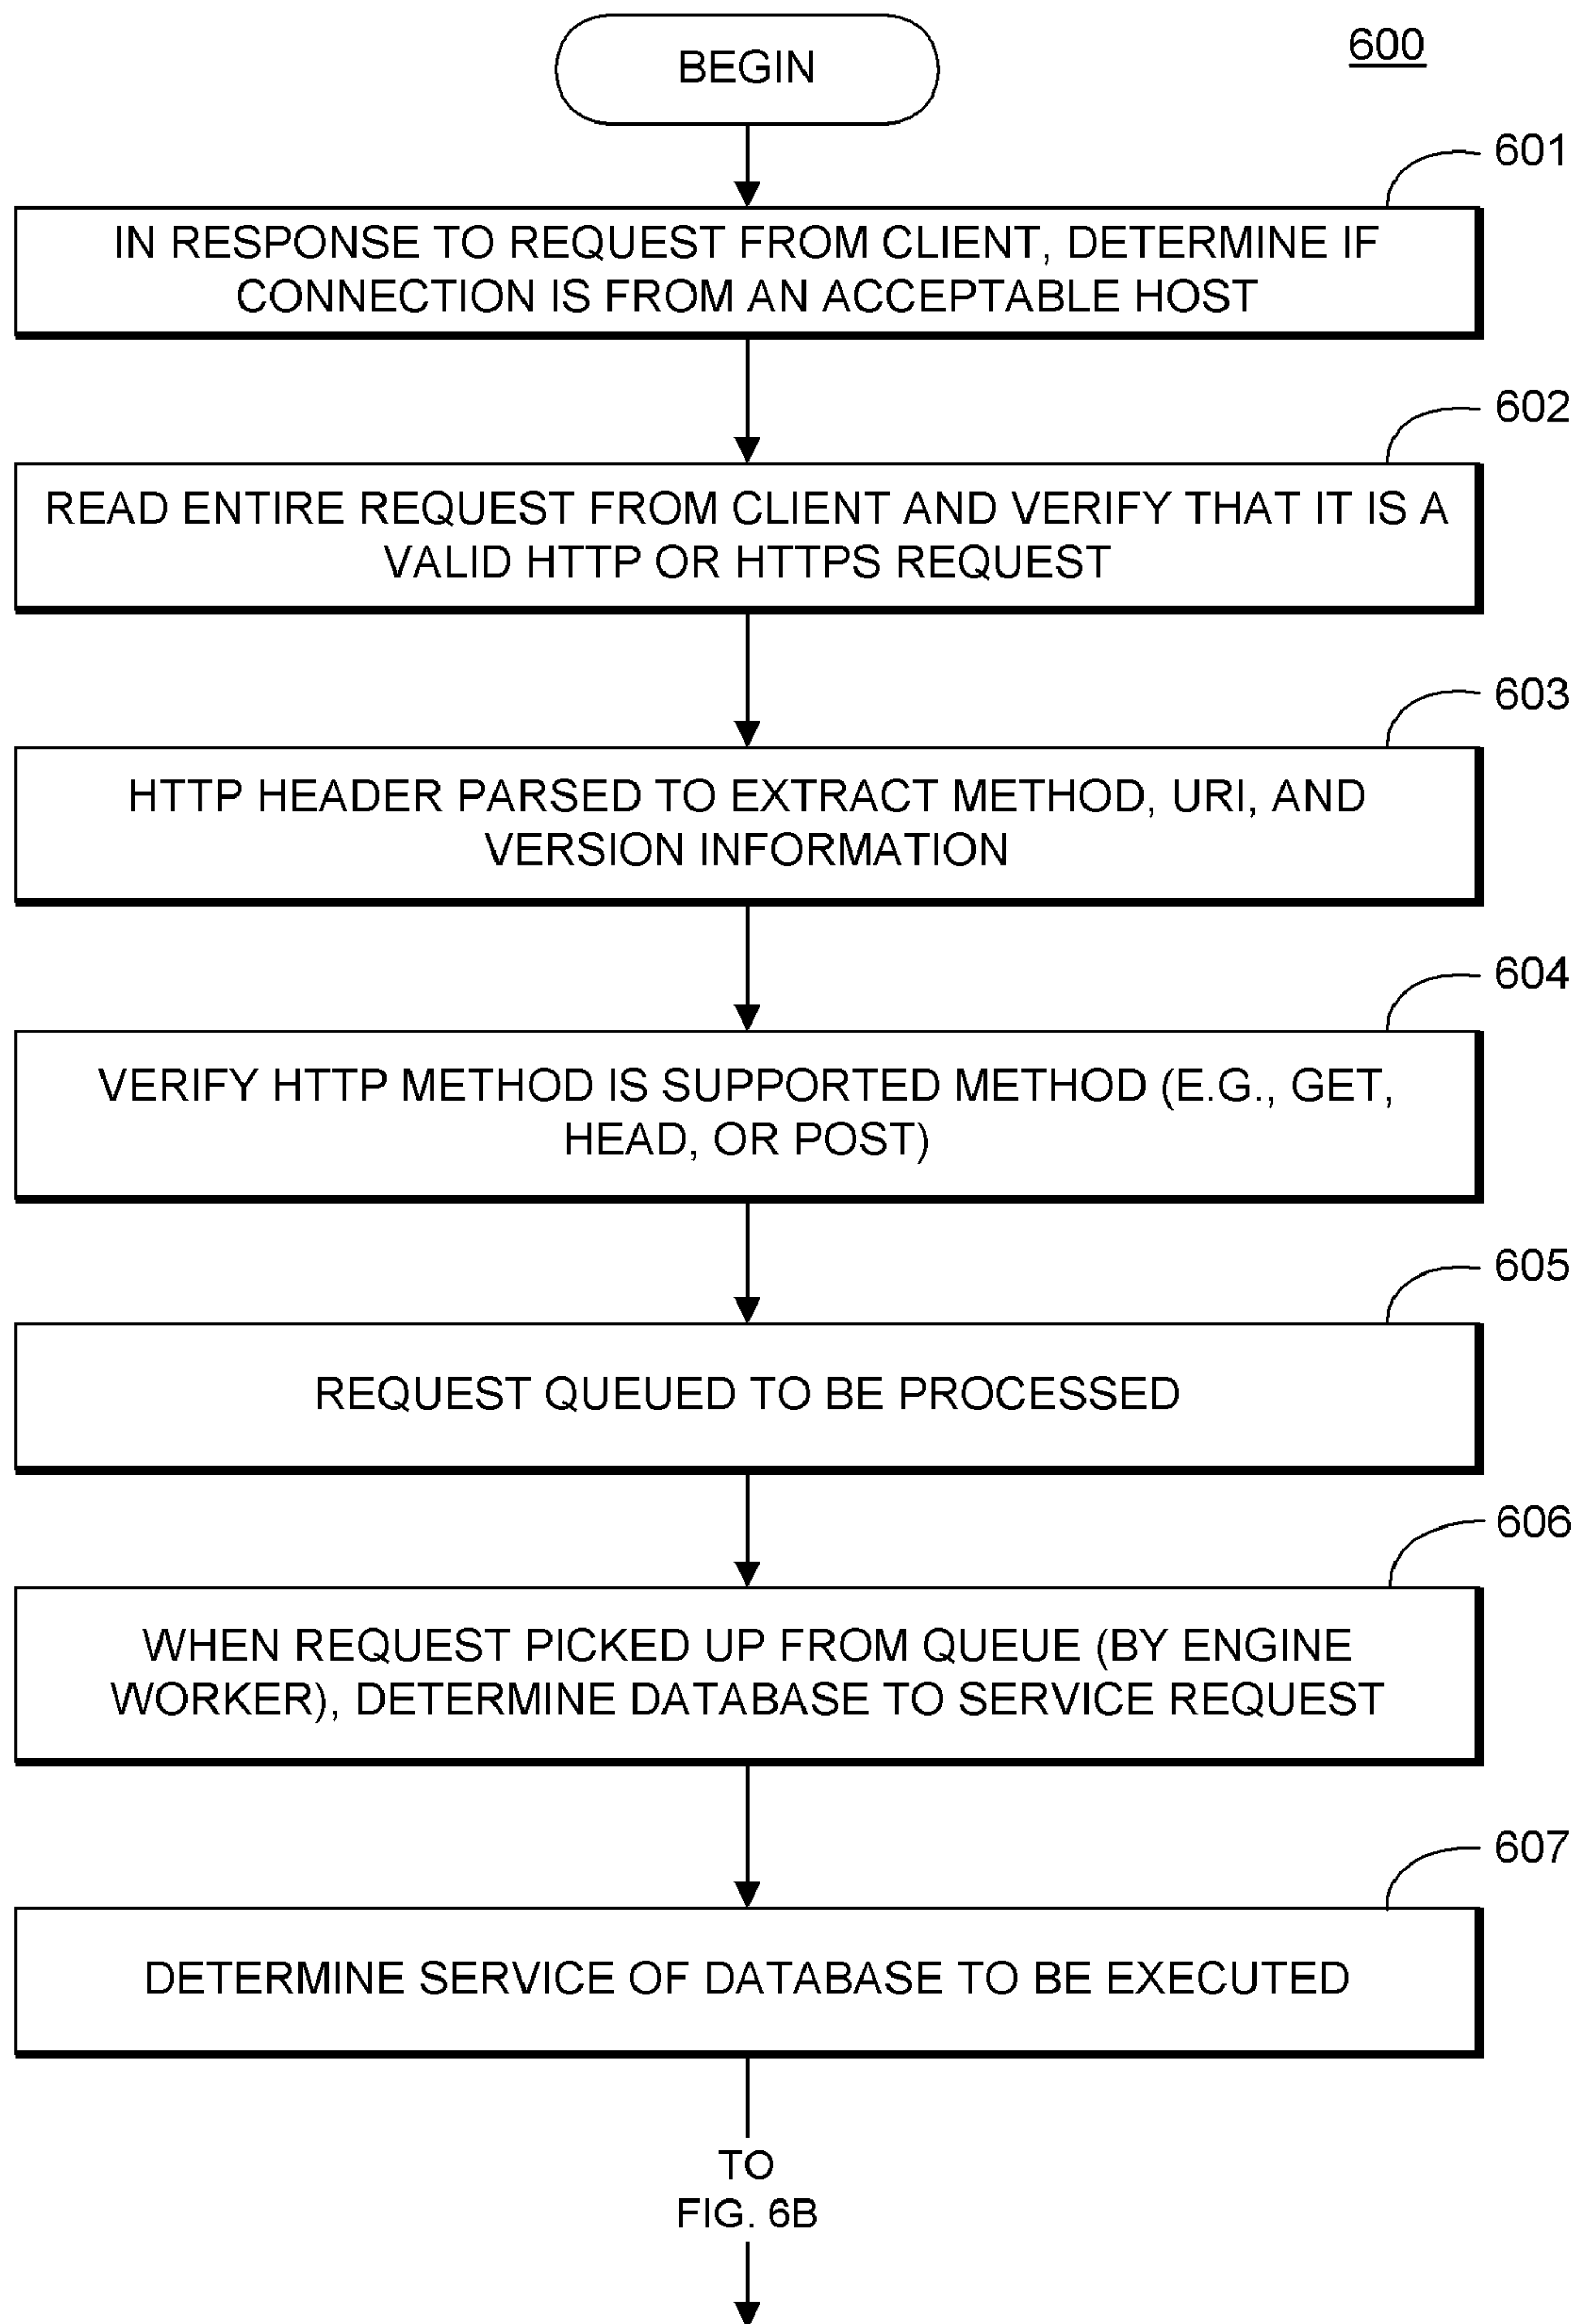 BEGIN
600
601
IN RESPONSE TO REQUEST FROM CLIENT, DETERMINE IF
CONNECTION IS FROM AN ACCEPTABLE HOST
602
READ ENTIRE REQUEST FROM CLIENT AND VERIFY THAT IT IS A
VALID HTTP OR HTTPS REQUEST
603
HTTP HEADER PARSED TO EXTRACT METHOD, URI, AND
VERSION INFORMATION
604
VERIFY HTTP METHOD IS SUPPORTED METHOD (E.G., GET,
HEAD, OR POST)
605
REQUEST QUEUED TO BE PROCESSED
606
WHEN REQUEST PICKED UP FROM QUEUE (BY ENGINE
WORKER), DETERMINE DATABASE TO SERVICE REQUEST
607
DETERMINE SERVICE OF DATABASE TO BE EXECUTED
TO
FIG. 6B